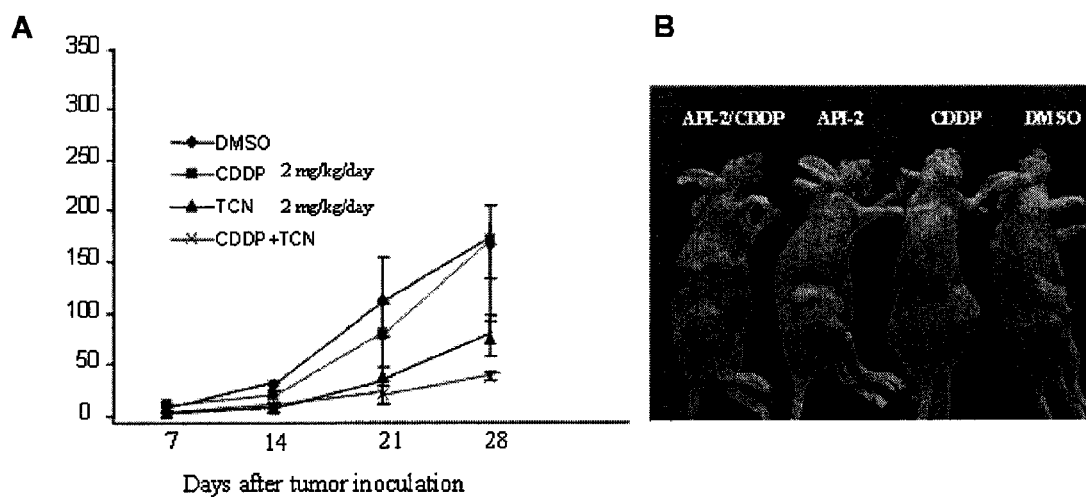 A
350
300
250
200
150
100
50
0
DMSO
CDDP 2 mg/kg/day
TCN 2 mg/kg/day
CDDP+TCN
7 14 21 28
Days after tumor inoculation
B
API-2/CDDP API-2 CDDP DMSO